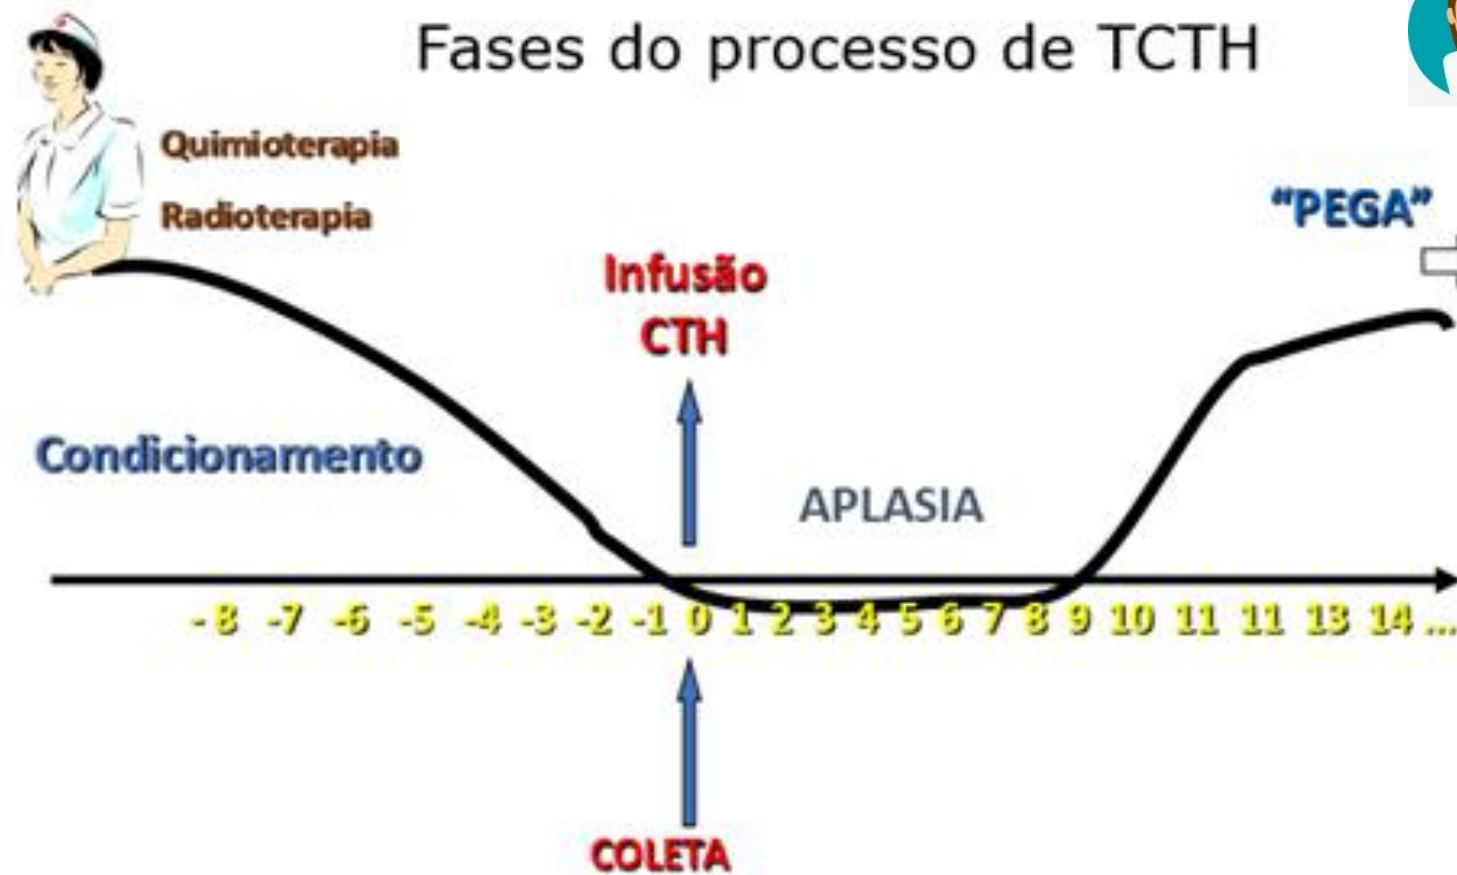 Fases do processo de TCTH
Quimioterapia
Radioterapia
"PEGA"
Infusão
CTH
Condicionamento
APLASIA
- 8 -7 -6 -5 -4 -3 -2 -1 0 1 2 3 4 5 6 7 8 9 10 11 11 13 14 ...
COLETA